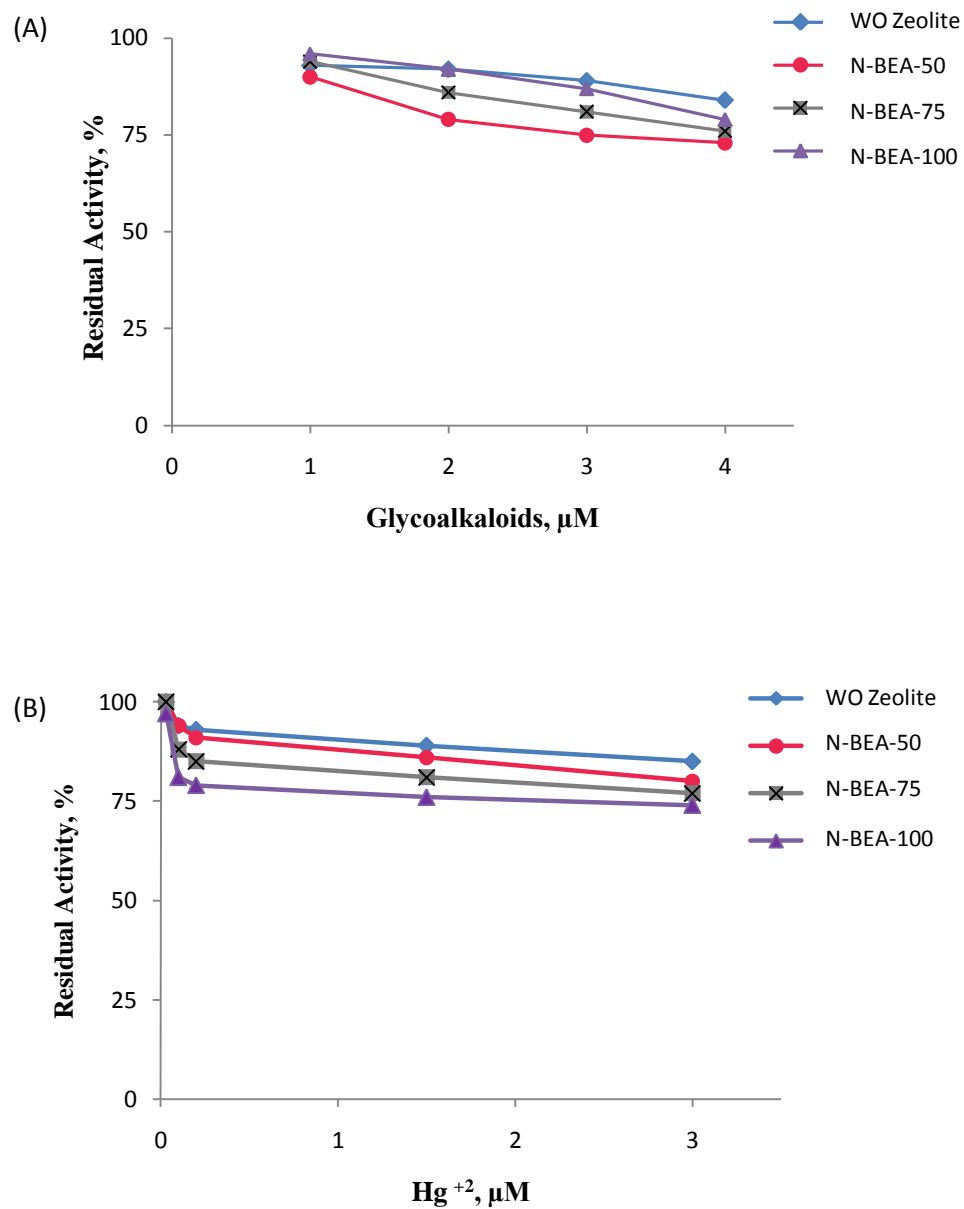 (A)
Residual Activity, %
100
75
50
25
0
0 1 2 3 4
Glycoalkaloids, µM
WO Zeolite
N-BEA-50
N-BEA-75
N-BEA-100
(B)
Residual Activity, %
100
75
50
25
0
0 1 2 3
Hg +2, µM
WO Zeolite
N-BEA-50
N-BEA-75
N-BEA-100